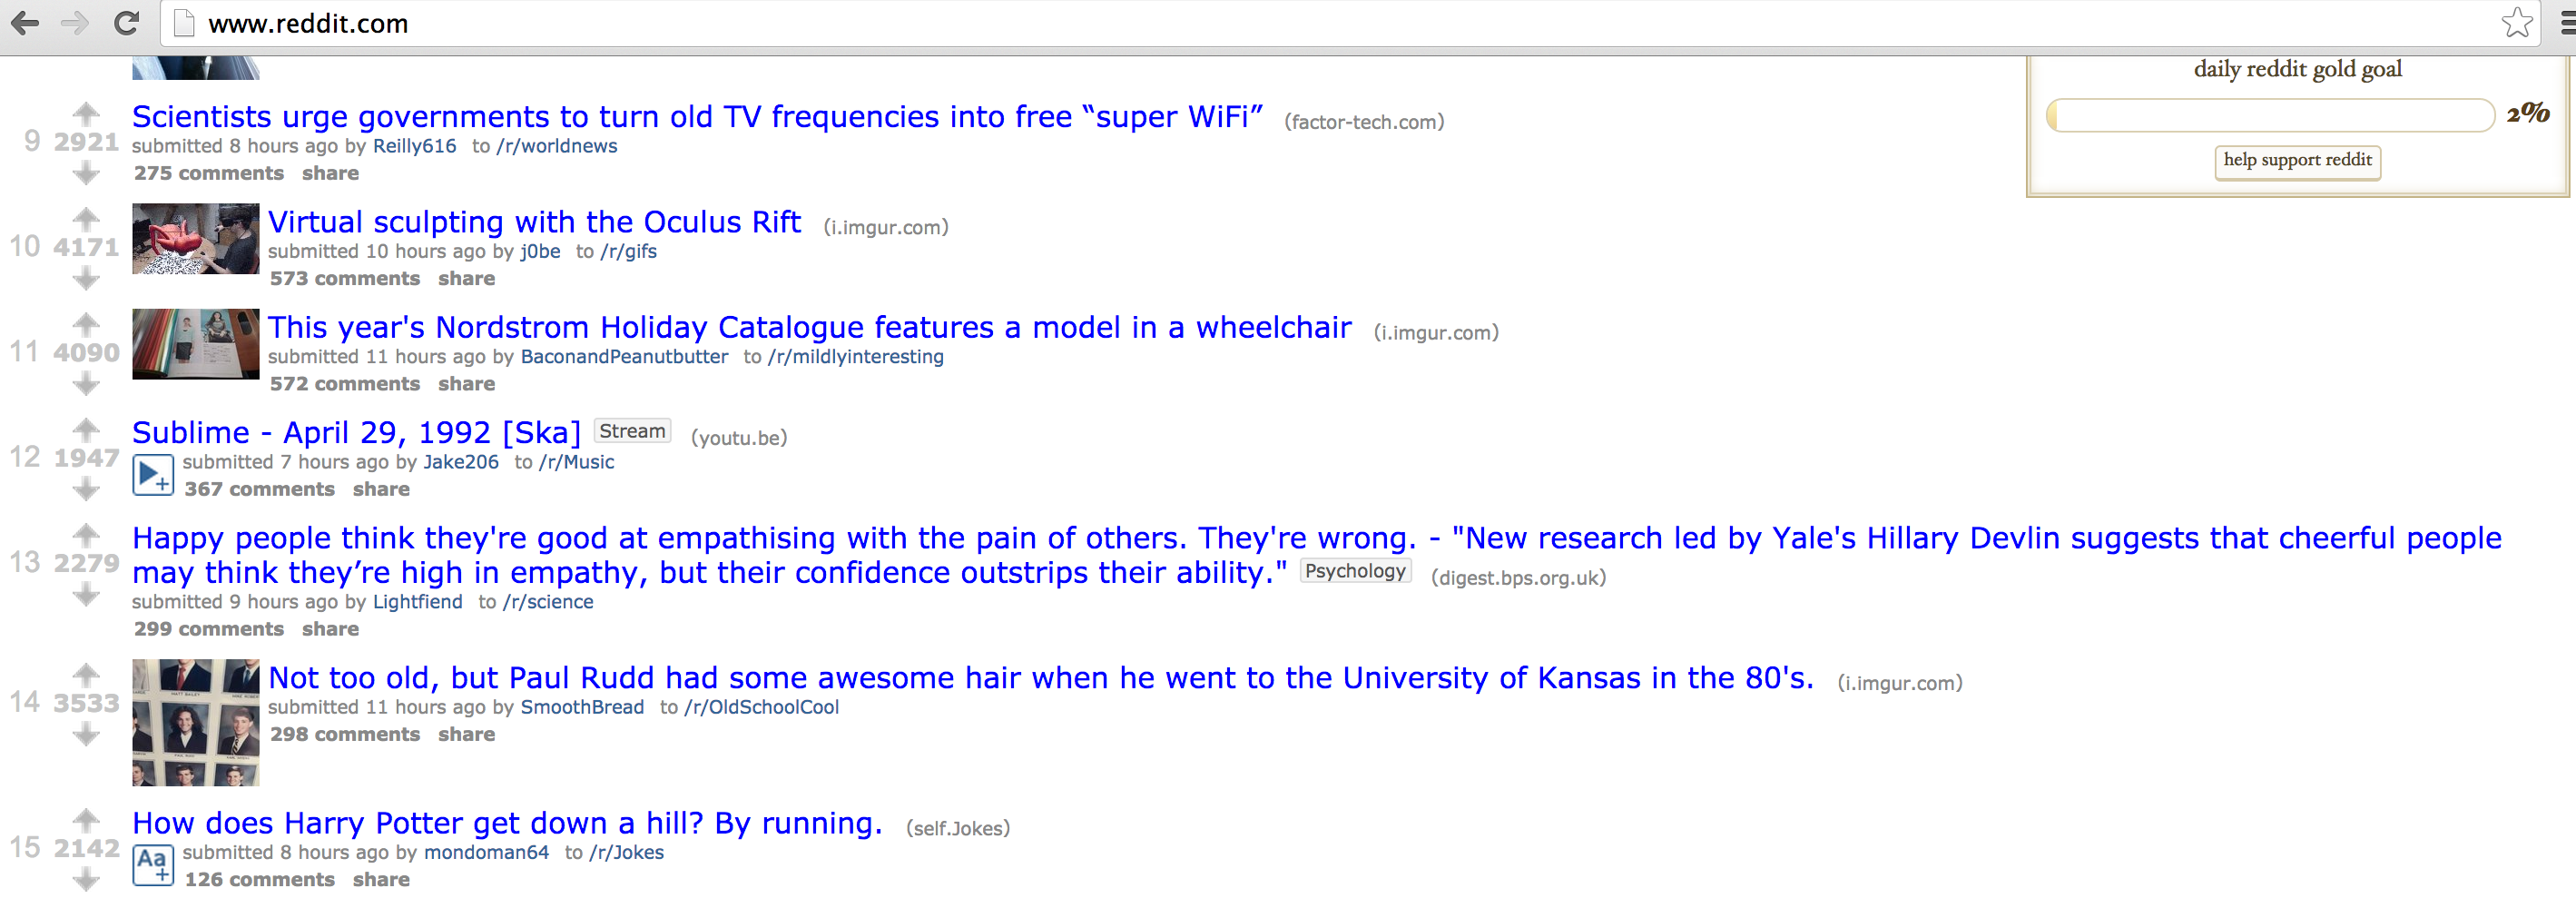 www.reddit.com
daily reddit gold goal
2%
help support reddit
9
2921
Scientists urge governments to turn old TV frequencies into free “super WiFi” (factor-tech.com)
submitted 8 hours ago by Reilly616 to /r/worldnews
275 comments share
10
4171
Virtual sculpting with the Oculus Rift (i.imgur.com)
submitted 10 hours ago by j0be to /r/gifs
573 comments share
11
4090
This year's Nordstrom Holiday Catalogue features a model in a wheelchair (i.imgur.com)
submitted 11 hours ago by BaconandPeanutbutter to /r/mildlyinteresting
572 comments share
12
1947
Sublime - April 29, 1992 [Ska] Stream (youtu.be)
submitted 7 hours ago by Jake206 to /r/Music
367 comments share
13
2279
Happy people think they're good at empathising with the pain of others. They're wrong. - "New research led by Yale's Hillary Devlin suggests that cheerful people
may think they’re high in empathy, but their confidence outstrips their ability." Psychology (digest.bps.org.uk)
submitted 9 hours ago by Lightfiend to /r/science
299 comments share
14
3533
Not too old, but Paul Rudd had some awesome hair when he went to the University of Kansas in the 80's. (i.imgur.com)
submitted 11 hours ago by SmoothBread to /r/OldSchoolCool
298 comments share
15
2142
How does Harry Potter get down a hill? By running. (self.Jokes)
Aa
submitted 8 hours ago by mondoman64 to /r/Jokes
126 comments share